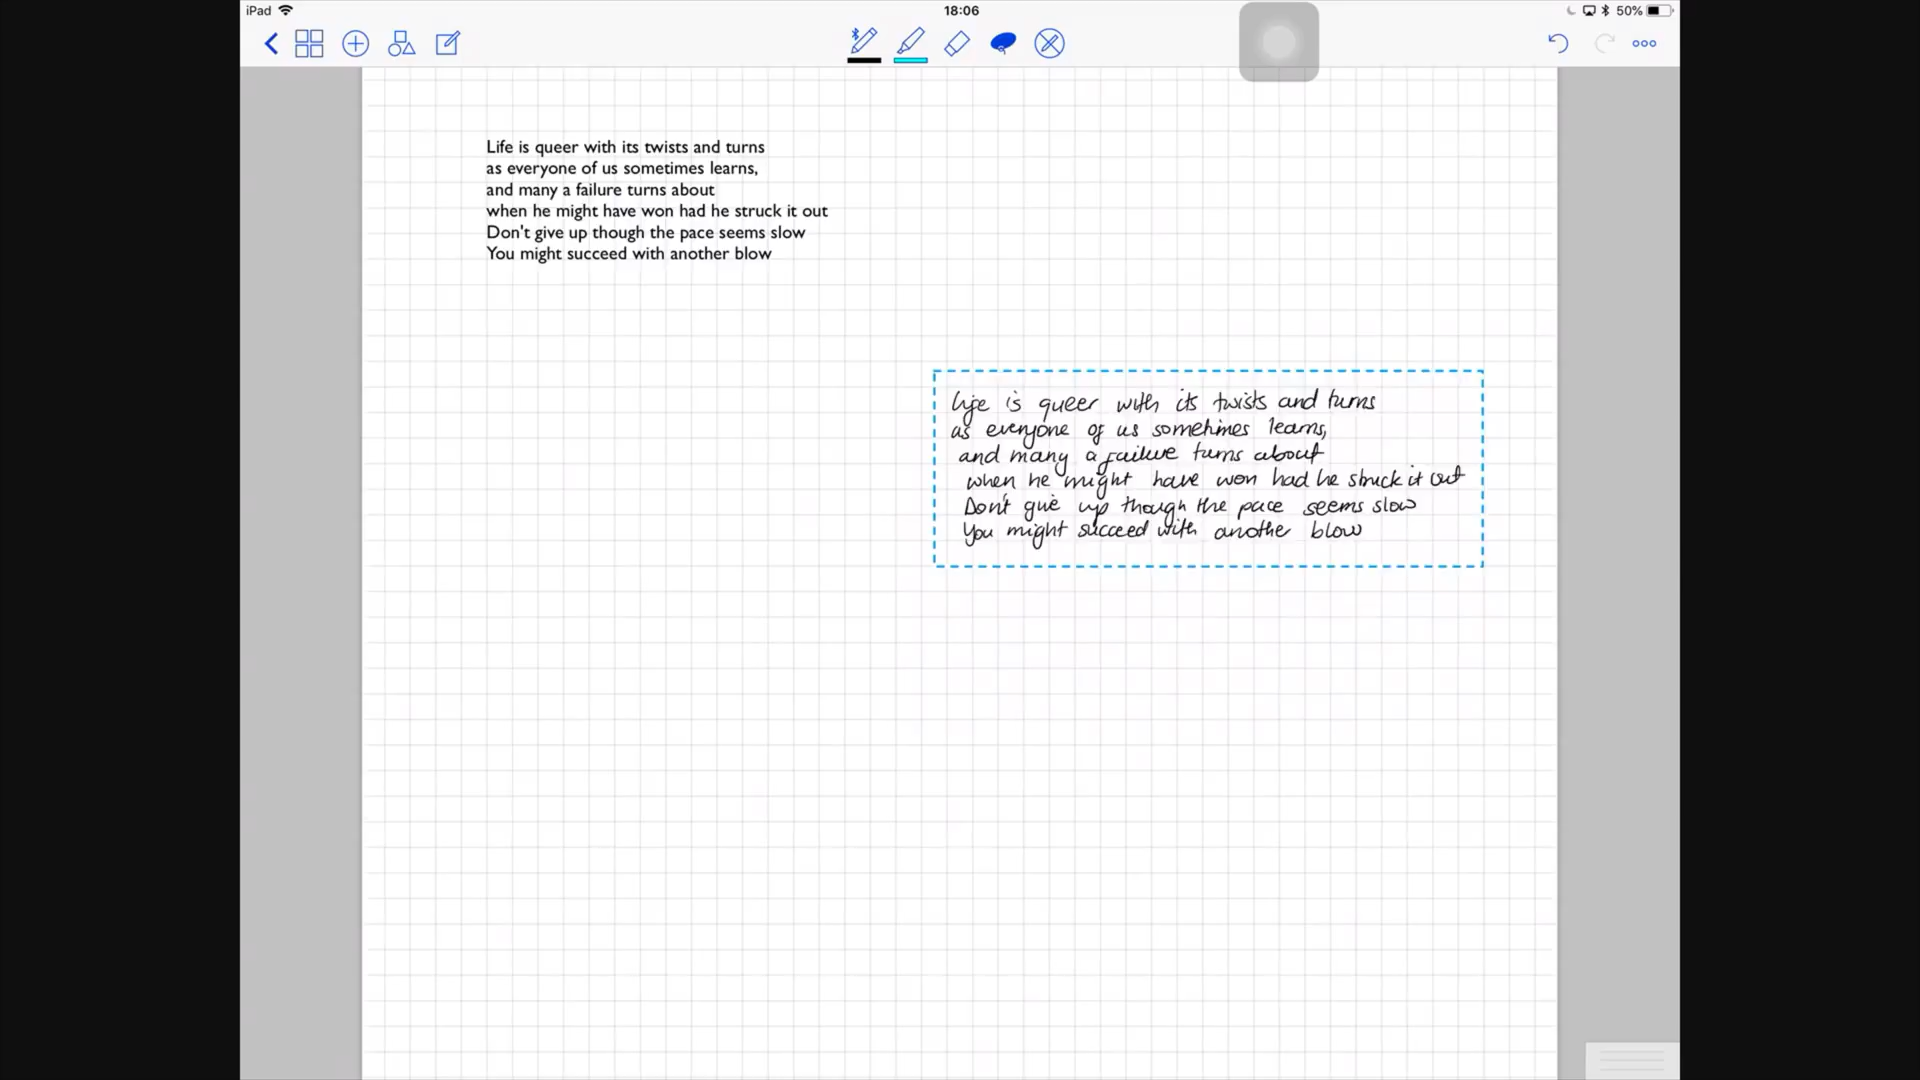 iPad
18:06
50%
Life is queer with its twists and turns
as everyone of us sometimes learns,
and many a failure turns about
when he might have won had he struck it out
Don't give up though the pace seems slow
You might succeed with another blow
Life is queer with its twists and turns
as everyone of us sometimes learns,
and many a failure turns about
when he might have won had he struck it out
Don't give up though the pace seems slow
You might succeed with another blow